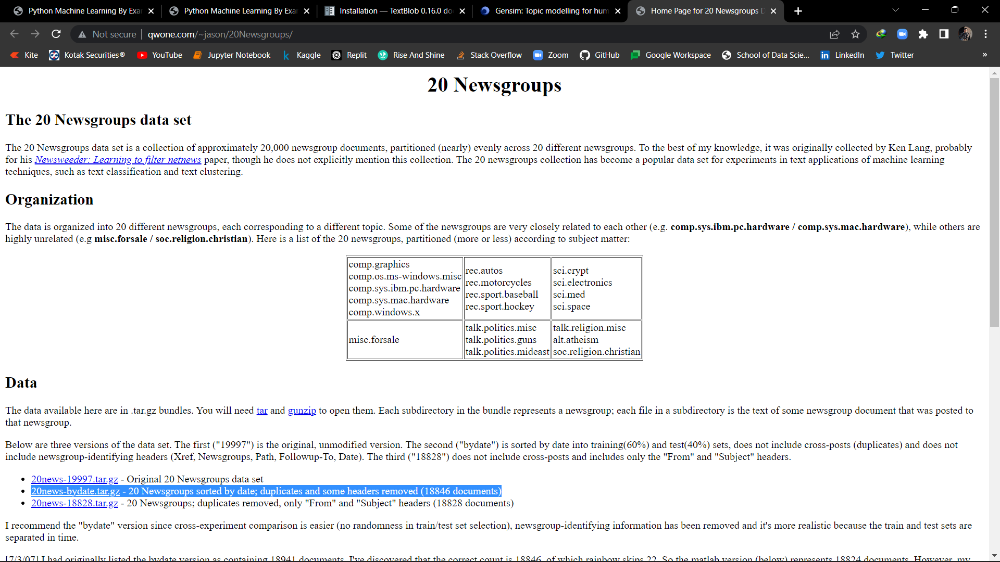 Python Machine Learning By Exa
Python Machine Learning By Exa
Installation — TextBlob 0.16.0 do
Gensim: Topic modelling for hum
Home Page for 20 Newsgroups D
Not secure
qwone.com/~jason/20Newsgroups/
Kite
Kotak Securities®
YouTube
Jupyter Notebook
Kaggle
Replit
Rise And Shine
Stack Overflow
Zoom
GitHub
Google Workspace
School of Data Scie...
LinkedIn
Twitter
»
20 Newsgroups
The 20 Newsgroups data set
The 20 Newsgroups data set is a collection of approximately 20,000 newsgroup documents, partitioned (nearly) evenly across 20 different newsgroups. To the best of my knowledge, it was originally collected by Ken Lang, probably
for his Newsweeder: Learning to filter netnews paper, though he does not explicitly mention this collection. The 20 newsgroups collection has become a popular data set for experiments in text applications of machine learning
techniques, such as text classification and text clustering.
Organization
The data is organized into 20 different newsgroups, each corresponding to a different topic. Some of the newsgroups are very closely related to each other (e.g. comp.sys.ibm.pc.hardware / comp.sys.mac.hardware), while others are
highly unrelated (e.g misc.forsale / soc.religion.christian). Here is a list of the 20 newsgroups, partitioned (more or less) according to subject matter:
comp.graphics
comp.os.ms-windows.misc
comp.sys.ibm.pc.hardware
comp.sys.mac.hardware
comp.windows.x
rec.autos
rec.motorcycles
rec.sport.baseball
rec.sport.hockey
sci.crypt
sci.electronics
sci.med
sci.space
misc.forsale
talk.politics.misc
talk.politics.guns
talk.politics.mideast
talk.religion.misc
alt.atheism
soc.religion.christian
Data
The data available here are in .tar.gz bundles. You will need tar and gunzip to open them. Each subdirectory in the bundle represents a newsgroup; each file in a subdirectory is the text of some newsgroup document that was posted to
that newsgroup.
Below are three versions of the data set. The first ("19997") is the original, unmodified version. The second ("bydate") is sorted by date into training(60%) and test(40%) sets, does not include cross-posts (duplicates) and does not
include newsgroup-identifying headers (Xref, Newsgroups, Path, Followup-To, Date). The third ("18828") does not include cross-posts and includes only the "From" and "Subject" headers.
• 20news-19997.tar.gz - Original 20 Newsgroups data set
• 20news-bydate.tar.gz - 20 Newsgroups sorted by date; duplicates and some headers removed (18846 documents)
• 20news-18828.tar.gz - 20 Newsgroups; duplicates removed, only "From" and "Subject" headers (18828 documents)
I recommend the "bydate" version since cross-experiment comparison is easier (no randomness in train/test set selection), newsgroup-identifying information has been removed and it's more realistic because the train and test sets are
separated in time.
[7/3/07] I had originally listed the bydate version as containing 18941 documents. I've discovered that the correct count is 18846, of which rainbow skips 22. So the matlab version (below) represents 18824 documents. However, my